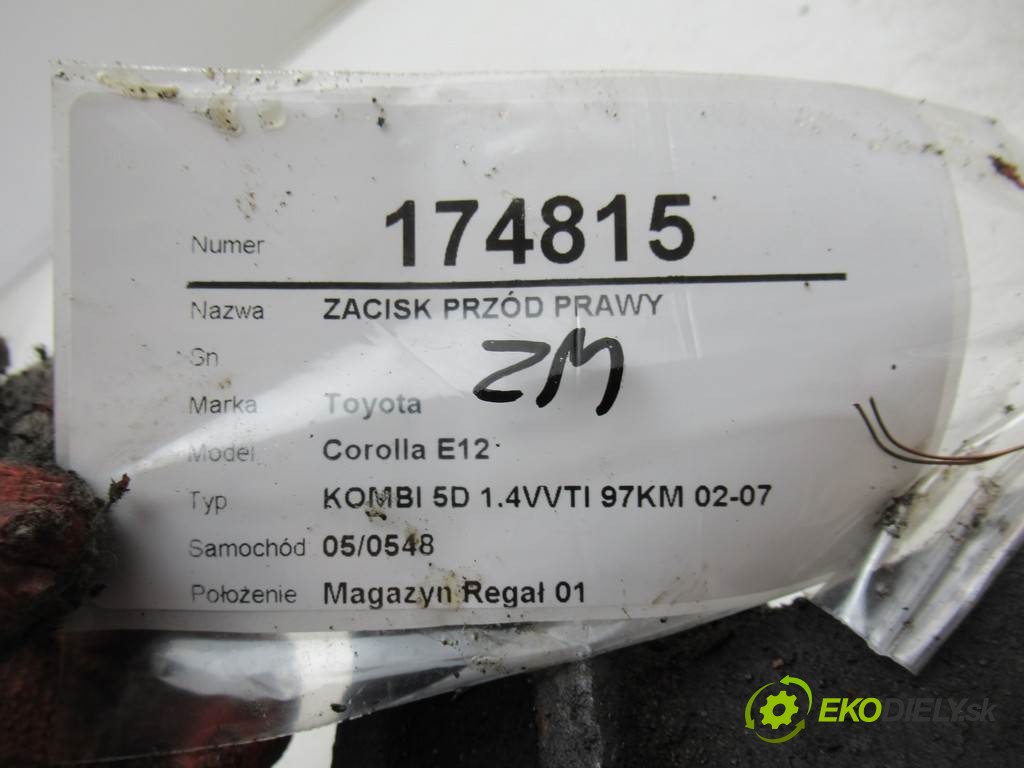 Numer 174815
Nazwa ZACISK PRZÓD PRAWY
Gn
ZM
Marka Toyota
Model Corolla E12
Typ KOMBI 5D 1.4VVTI 97KM 02-07
Samochód 05/0548
Położenie Magazyn Regał 01
EKODIELY.sk